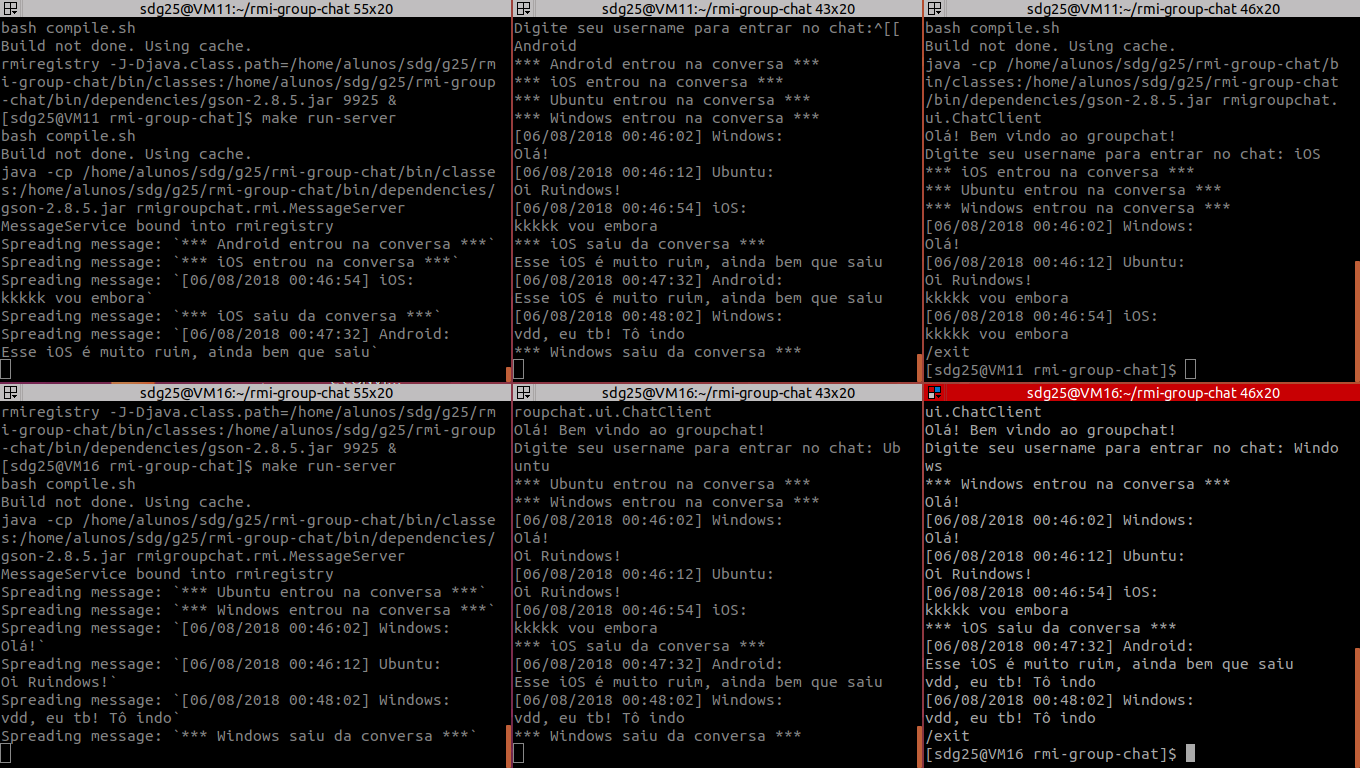 sdg25@VM11:~/rmi-group-chat 55x20
bash compile.sh
Build not done. Using cache.
rmiregistry -J-Djava.class.path=/home/alunos/sdg/g25/rm
i-group-chat/bin/classes:/home/alunos/sdg/g25/rmi-group
-chat/bin/dependencies/gson-2.8.5.jar 9925 &
[sdg25@VM11 rmi-group-chat]$ make run-server
bash compile.sh
Build not done. Using cache.
java -cp /home/alunos/sdg/g25/rmi-group-chat/bin/classe
s:/home/alunos/sdg/g25/rmi-group-chat/bin/dependencies/
gson-2.8.5.jar rmigroupchat.rmi.MessageServer
MessageService bound into rmiregistry
Spreading message: `*** Android entrou na conversa ***`
Spreading message: `*** iOS entrou na conversa ***`
Spreading message: `[06/08/2018 00:46:54] iOS:
kkkkk vou embora`
Spreading message: `*** iOS saiu da conversa ***`
Spreading message: `[06/08/2018 00:47:32] Android:
Esse iOS é muito ruim, ainda bem que saiu`
sdg25@VM11:~/rmi-group-chat 43x20
Digite seu username para entrar no chat:^[[
Android
*** Android entrou na conversa ***
*** iOS entrou na conversa ***
*** Ubuntu entrou na conversa ***
*** Windows entrou na conversa ***
[06/08/2018 00:46:02] Windows:
Olá!
[06/08/2018 00:46:12] Ubuntu:
Oi Ruindows!
[06/08/2018 00:46:54] iOS:
kkkkk vou embora
*** iOS saiu da conversa ***
Esse iOS é muito ruim, ainda bem que saiu
[06/08/2018 00:47:32] Android:
Esse iOS é muito ruim, ainda bem que saiu
[06/08/2018 00:48:02] Windows:
vdd, eu tb! Tô indo
*** Windows saiu da conversa ***
sdg25@VM11:~/rmi-group-chat 46x20
bash compile.sh
Build not done. Using cache.
java -cp /home/alunos/sdg/g25/rmi-group-chat/b
in/classes:/home/alunos/sdg/g25/rmi-group-chat
/bin/dependencies/gson-2.8.5.jar rmigroupchat.
ui.ChatClient
Olá! Bem vindo ao groupchat!
Digite seu username para entrar no chat: iOS
*** iOS entrou na conversa ***
*** Ubuntu entrou na conversa ***
*** Windows entrou na conversa ***
[06/08/2018 00:46:02] Windows:
Olá!
[06/08/2018 00:46:12] Ubuntu:
Oi Ruindows!
kkkkk vou embora
[06/08/2018 00:46:54] iOS:
kkkkk vou embora
/exit
[sdg25@VM11 rmi-group-chat]$
sdg25@VM16:~/rmi-group-chat 55x20
rmiregistry -J-Djava.class.path=/home/alunos/sdg/g25/rm
i-group-chat/bin/classes:/home/alunos/sdg/g25/rmi-group
-chat/bin/dependencies/gson-2.8.5.jar 9925 &
[sdg25@VM16 rmi-group-chat]$ make run-server
bash compile.sh
Build not done. Using cache.
java -cp /home/alunos/sdg/g25/rmi-group-chat/bin/classe
s:/home/alunos/sdg/g25/rmi-group-chat/bin/dependencies/
gson-2.8.5.jar rmigroupchat.rmi.MessageServer
MessageService bound into rmiregistry
Spreading message: `*** Ubuntu entrou na conversa ***`
Spreading message: `*** Windows entrou na conversa ***`
Spreading message: `[06/08/2018 00:46:02] Windows:
Olá!`
Spreading message: `[06/08/2018 00:46:12] Ubuntu:
Oi Ruindows!`
Spreading message: `[06/08/2018 00:48:02] Windows:
vdd, eu tb! Tô indo`
Spreading message: `*** Windows saiu da conversa ***`
sdg25@VM16:~/rmi-group-chat 43x20
roupchat.ui.ChatClient
Olá! Bem vindo ao groupchat!
Digite seu username para entrar no chat: Ub
untu
*** Ubuntu entrou na conversa ***
*** Windows entrou na conversa ***
[06/08/2018 00:46:02] Windows:
Olá!
Oi Ruindows!
[06/08/2018 00:46:12] Ubuntu:
Oi Ruindows!
[06/08/2018 00:46:54] iOS:
kkkkk vou embora
*** iOS saiu da conversa ***
[06/08/2018 00:47:32] Android:
Esse iOS é muito ruim, ainda bem que saiu
[06/08/2018 00:48:02] Windows:
vdd, eu tb! Tô indo
*** Windows saiu da conversa ***
sdg25@VM16:~/rmi-group-chat 46x20
ui.ChatClient
Olá! Bem vindo ao groupchat!
Digite seu username para entrar no chat: Windo
ws
*** Windows entrou na conversa ***
Olá!
[06/08/2018 00:46:02] Windows:
Olá!
[06/08/2018 00:46:12] Ubuntu:
Oi Ruindows!
[06/08/2018 00:46:54] iOS:
kkkkk vou embora
*** iOS saiu da conversa ***
[06/08/2018 00:47:32] Android:
Esse iOS é muito ruim, ainda bem que saiu
vdd, eu tb! Tô indo
[06/08/2018 00:48:02] Windows:
vdd, eu tb! Tô indo
/exit
[sdg25@VM16 rmi-group-chat]$